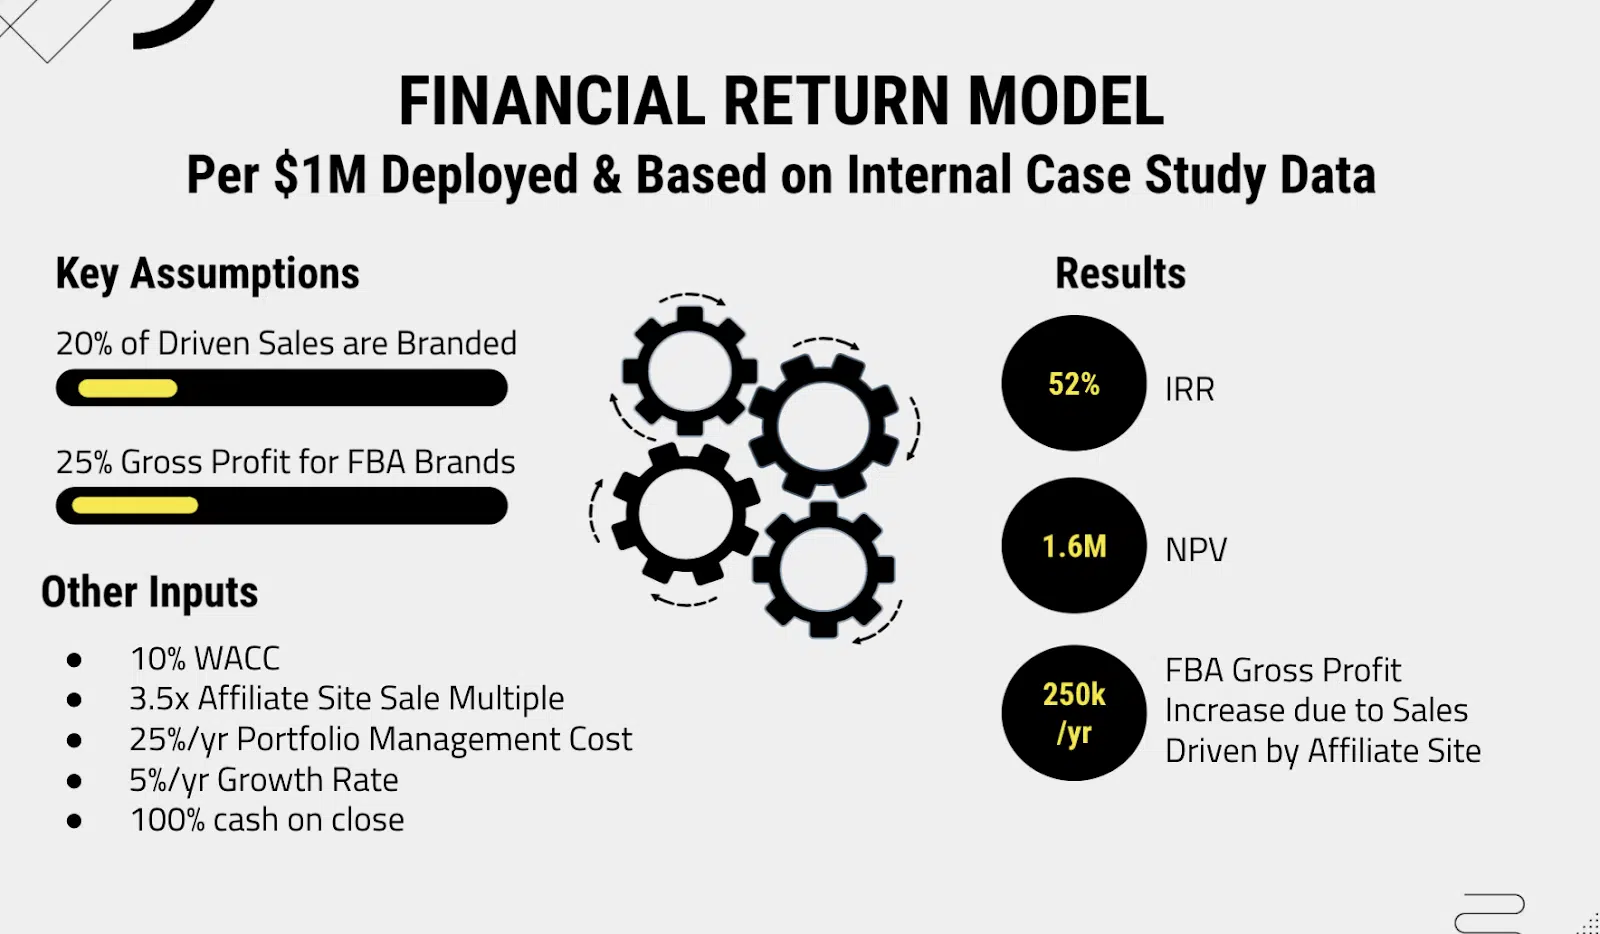 FINANCIAL RETURN MODEL
Per $1M Deployed & Based on Internal Case Study Data
Key Assumptions
20% of Driven Sales are Branded
25% Gross Profit for FBA Brands
Other Inputs
● 10% WACC
● 3.5x Affiliate Site Sale Multiple
● 25%/yr Portfolio Management Cost
● 5%/yr Growth Rate
● 100% cash on close
Results
52% IRR
1.6M NPV
250k
/yr
FBA Gross Profit
Increase due to Sales
Driven by Affiliate Site